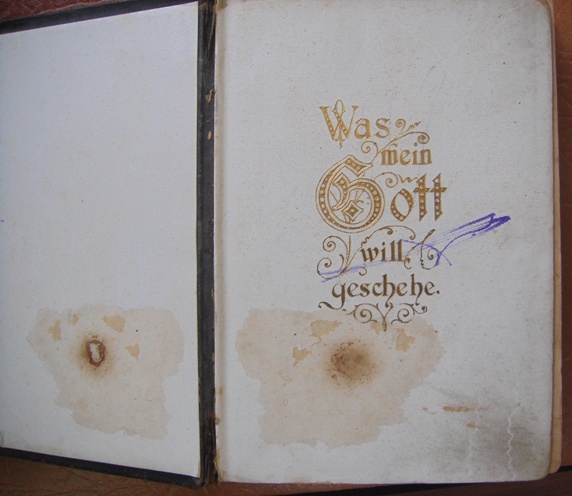 Was
mein
Gott
will,
geschehe.